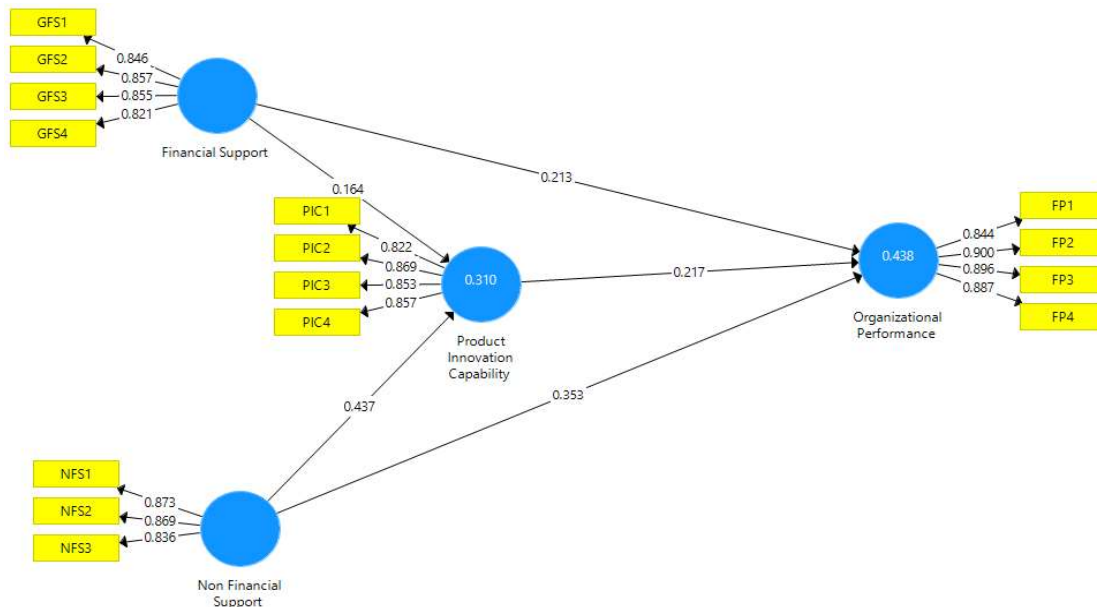 GFS1
GFS2
GFS3
GFS4
0.846
0.857
0.855
0.821
Financial Support
0.213
0.164
PIC1
PIC2
PIC3
PIC4
0.822
0.869
0.853
0.857
0.310
Product
Innovation
Capability
0.217
0.438
Organizational
Performance
0.844
0.900
0.896
0.887
FP1
FP2
FP3
FP4
0.437
0.353
NFS1
NFS2
NFS3
0.873
0.869
0.836
Non Financial
Support